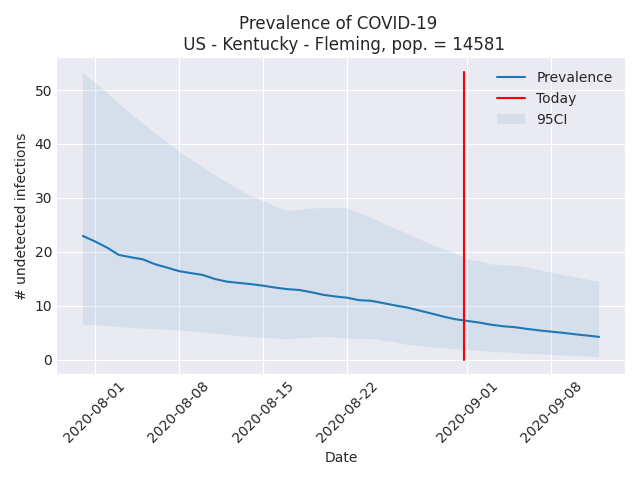 Prevalence of COVID-19
US - Kentucky - Fleming, pop. = 14581
Prevalence
Today
95CI
# undetected infections
50
40
30
20
10
0
2020-08-01
2020-08-08
2020-08-15
2020-08-22
2020-09-01
2020-09-08
Date